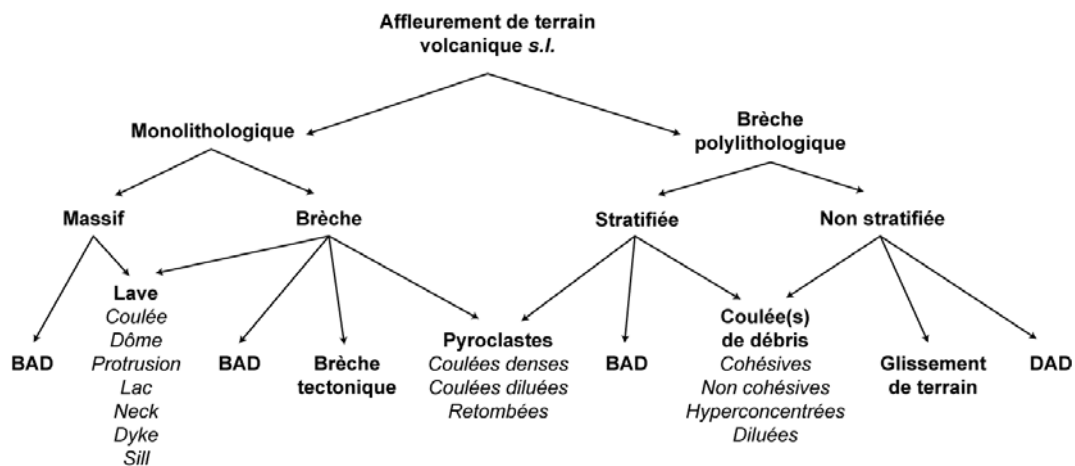 Affleurement de terrain
volcanique s.l.
Monolithologique
Brèche
polylithologique
Massif
Brèche
Stratifiée
Non stratifiée
BAD
Lave
Coulée
Dôme
Protrusion
Lac
Neck
Dyke
Sill
BAD
Brèche
tectonique
Pyroclastes
Coulées denses
Coulées diluées
Retombées
BAD
Coulée(s)
de débris
Cohésives
Non cohésives
Hyperconcentrées
Diluées
Glissement
de terrain
DAD